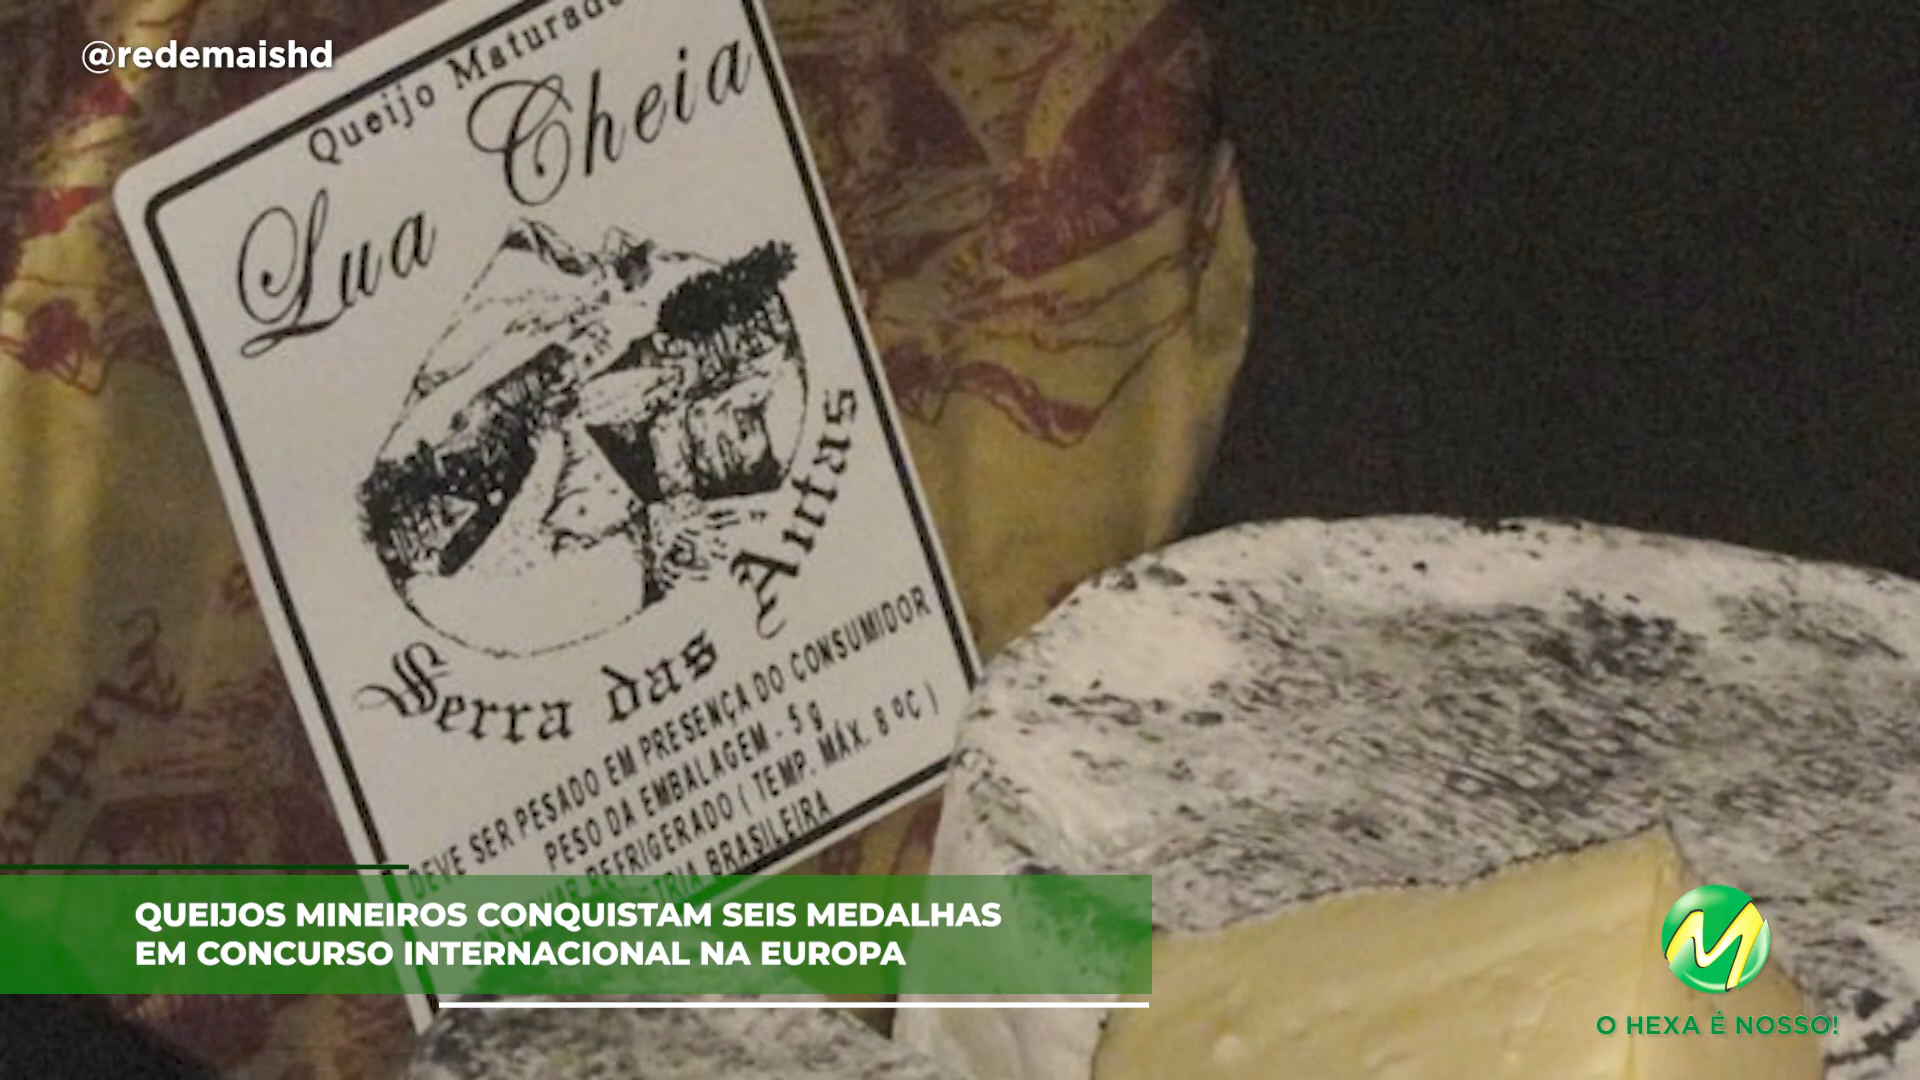 @redemaishd
Queijo Maturado
Lua Cheia
Serra das Antas
DEVE SER PESADO EM PRESENÇA DO CONSUMIDOR
PESO DA EMBALAGEM - 5 g
REFRIGERADO ( TEMP. MÁX. 8 ºC )
BRASILEIRA
QUEIJOS MINEIROS CONQUISTAM SEIS MEDALHAS
EM CONCURSO INTERNACIONAL NA EUROPA
M
O HEXA É NOSSO!